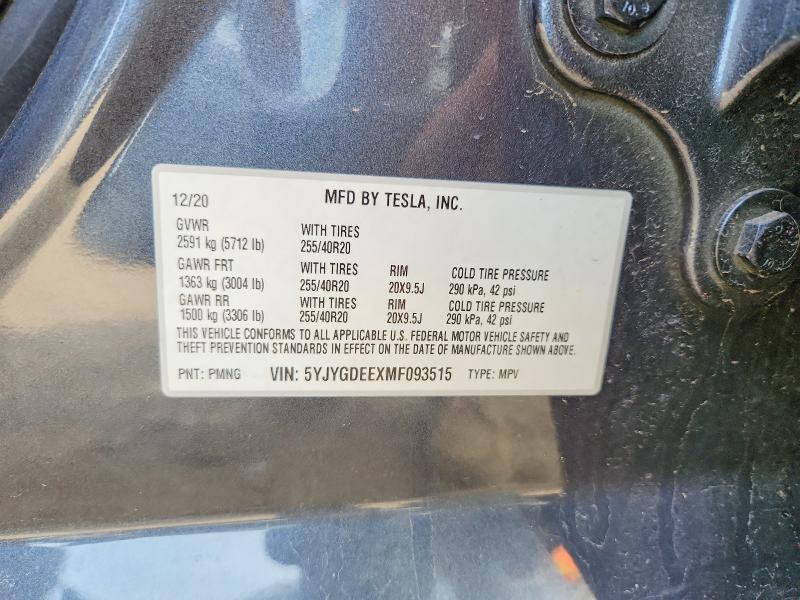 12/20 MFD BY TESLA, INC.
GVWR WITH TIRES
2591 kg (5712 lb) 255/40R20
GAWR FRT WITH TIRES RIM COLD TIRE PRESSURE
1363 kg (3004 lb) 255/40R20 20X9.5J 290 kPa, 42 psi
GAWR RR WITH TIRES RIM COLD TIRE PRESSURE
1500 kg (3306 lb) 255/40R20 20X9.5J 290 kPa, 42 psi
THIS VEHICLE CONFORMS TO ALL APPLICABLE U.S. FEDERAL MOTOR VEHICLE SAFETY AND
THEFT PREVENTION STANDARDS IN EFFECT ON THE DATE OF MANUFACTURE SHOWN ABOVE.
PNT: PMNG VIN: 5YJYGDEEXMF093515 TYPE: MPV